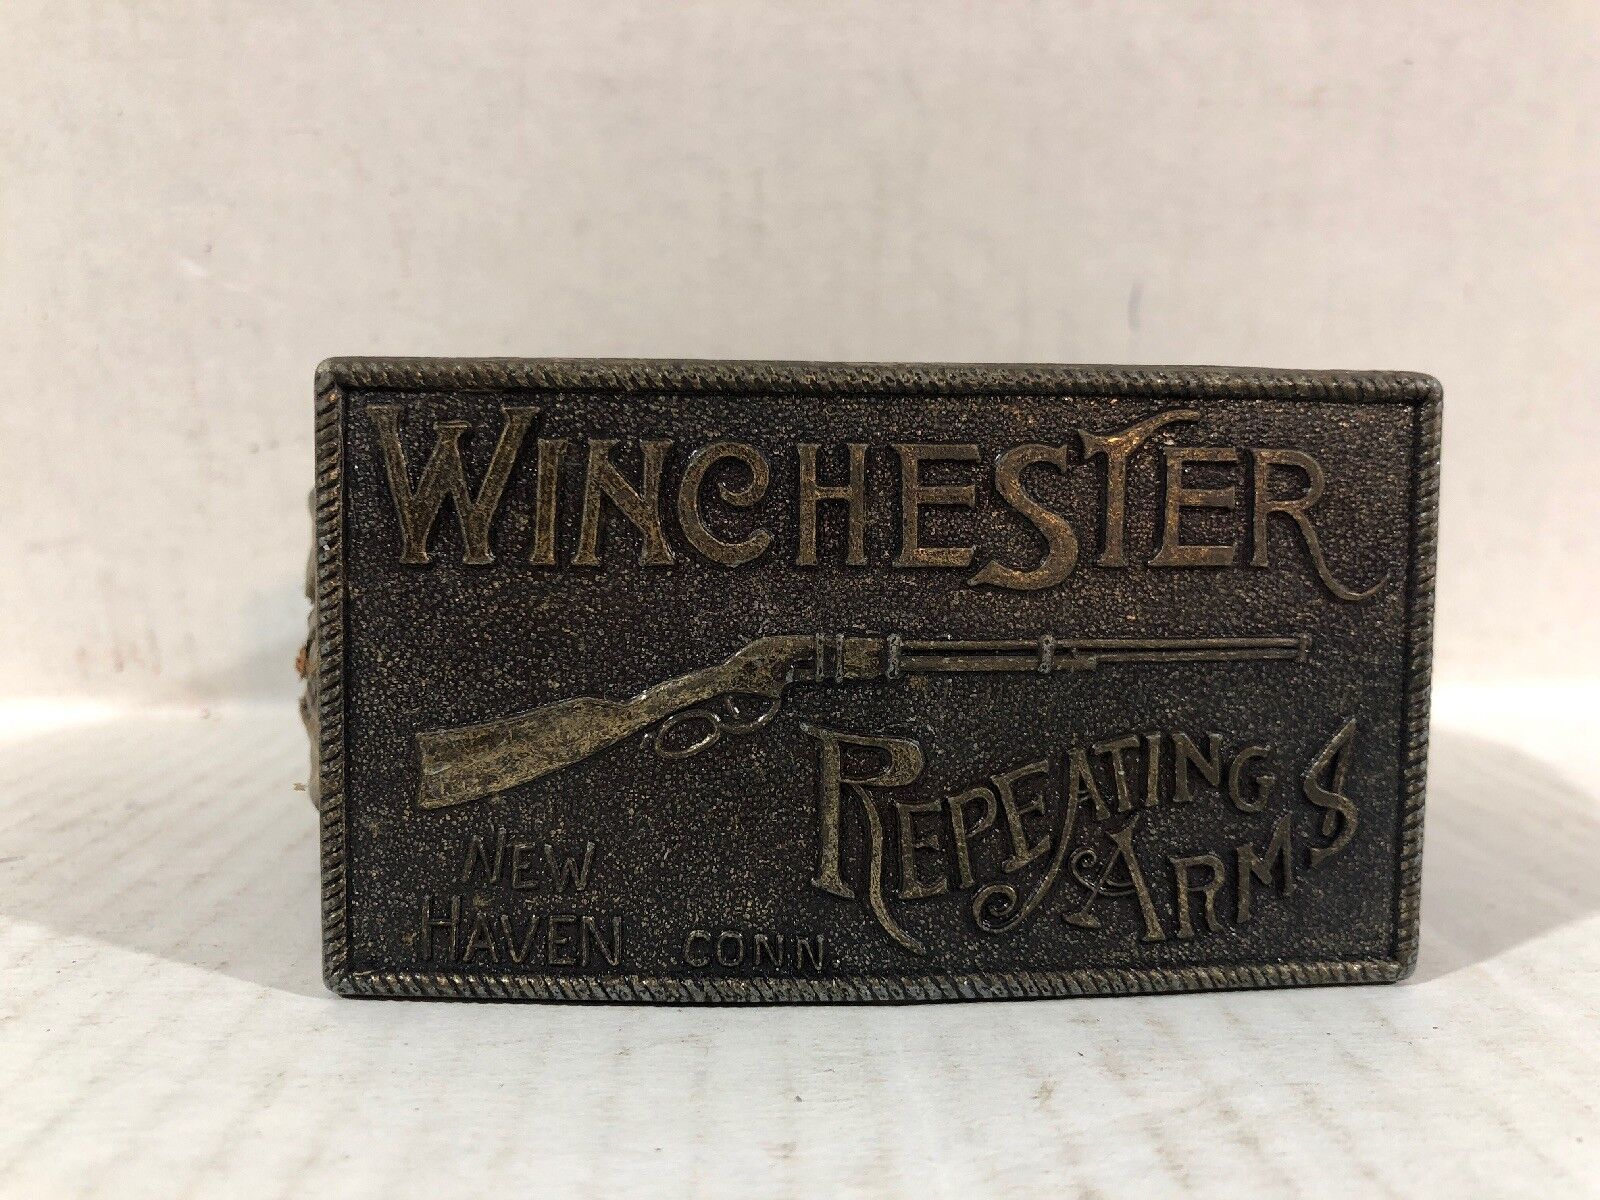 WINCHESTER
REPEATING
ARMS
NEW
HAVEN CONN.